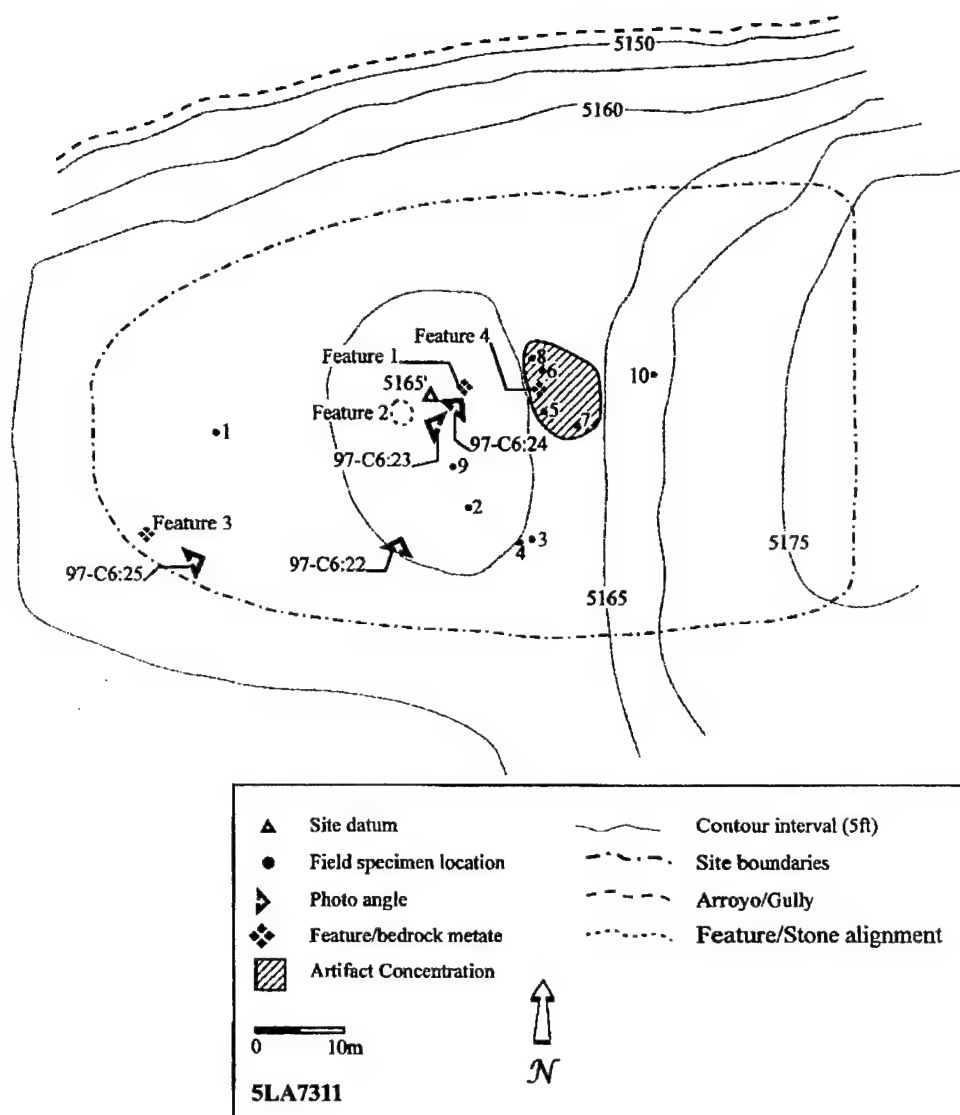 5150
5160
Feature 4
Feature 1
8
6
5165'
10
Feature 2
5
7
1
97-C6:24
97-C6:23
9
2
Feature 3
3
4
5175
97-C6:22
97-C6:25
5165
Site datum
Contour interval (5ft)
Field specimen location
Site boundaries
Photo angle
Arroyo/Gully
Feature/bedrock metate
Feature/Stone alignment
Artifact Concentration
0 10m
N
5LA7311